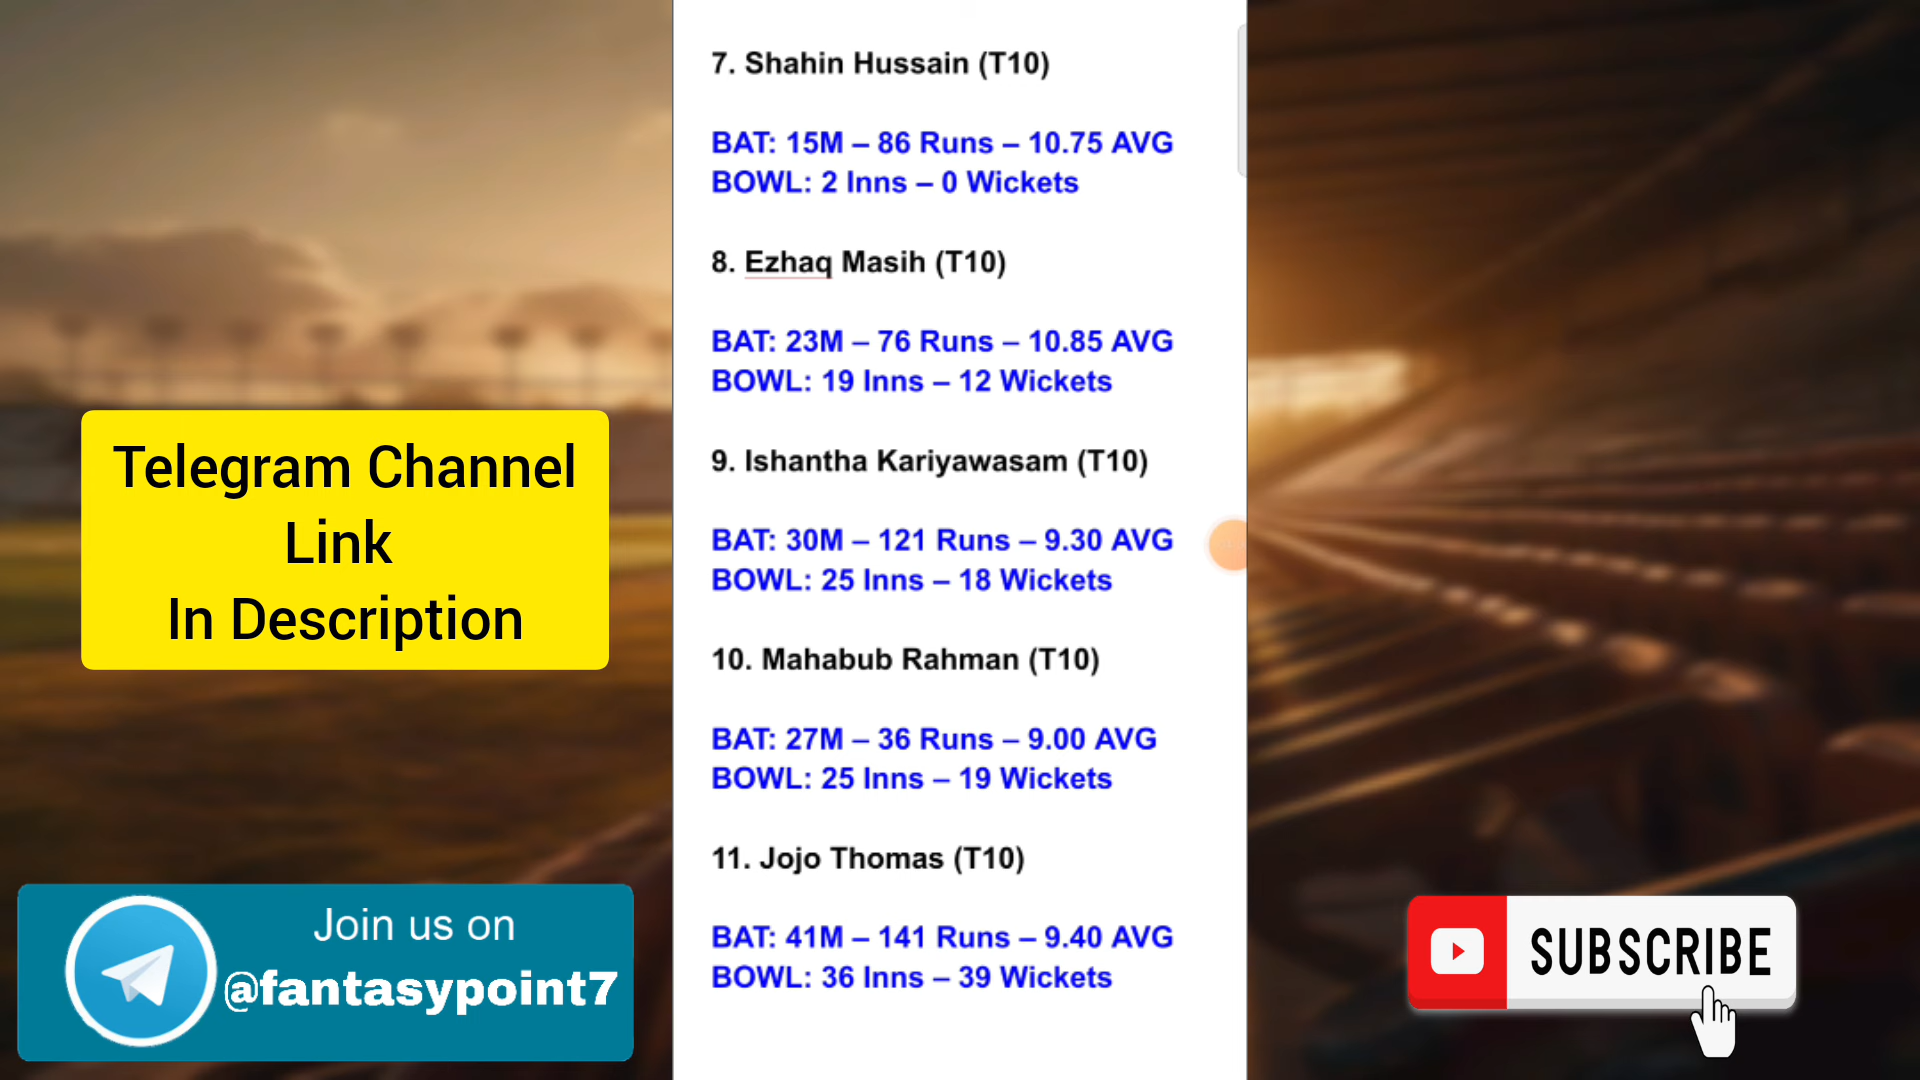 7. Shahin Hussain (T10)
BAT: 15M – 86 Runs – 10.75 AVG
BOWL: 2 Inns – 0 Wickets
8. Ezhaq Masih (T10)
BAT: 23M – 76 Runs – 10.85 AVG
BOWL: 19 Inns – 12 Wickets
9. Ishantha Kariyawasam (T10)
BAT: 30M – 121 Runs – 9.30 AVG
BOWL: 25 Inns – 18 Wickets
10. Mahabub Rahman (T10)
BAT: 27M – 36 Runs – 9.00 AVG
BOWL: 25 Inns – 19 Wickets
11. Jojo Thomas (T10)
BAT: 41M – 141 Runs – 9.40 AVG
BOWL: 36 Inns – 39 Wickets
Telegram Channel
Link
In Description
Join us on
@fantasypoint7
SUBSCRIBE